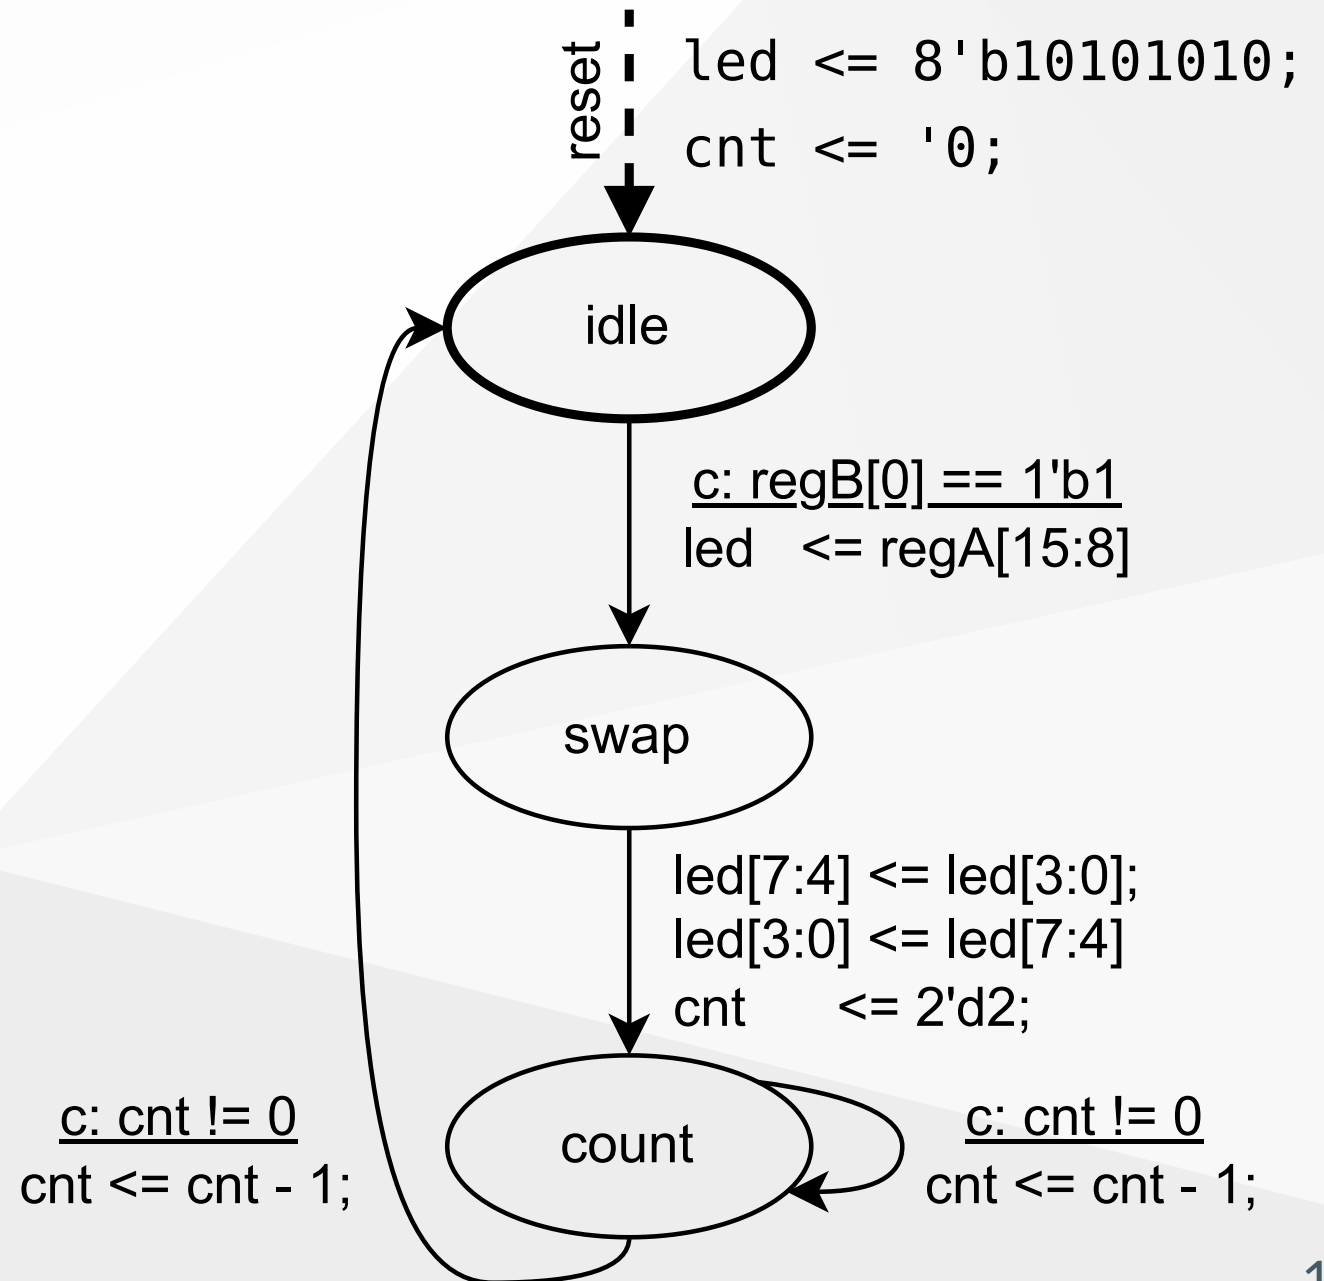 reset
led <= 8'b10101010;
cnt <= '0;
idle
c: regB[0] == 1'b1
led <= regA[15:8]
swap
led[7:4] <= led[3:0];
led[3:0] <= led[7:4]
cnt <= 2'd2;
c: cnt != 0
cnt <= cnt - 1;
count
c: cnt != 0
cnt <= cnt - 1;